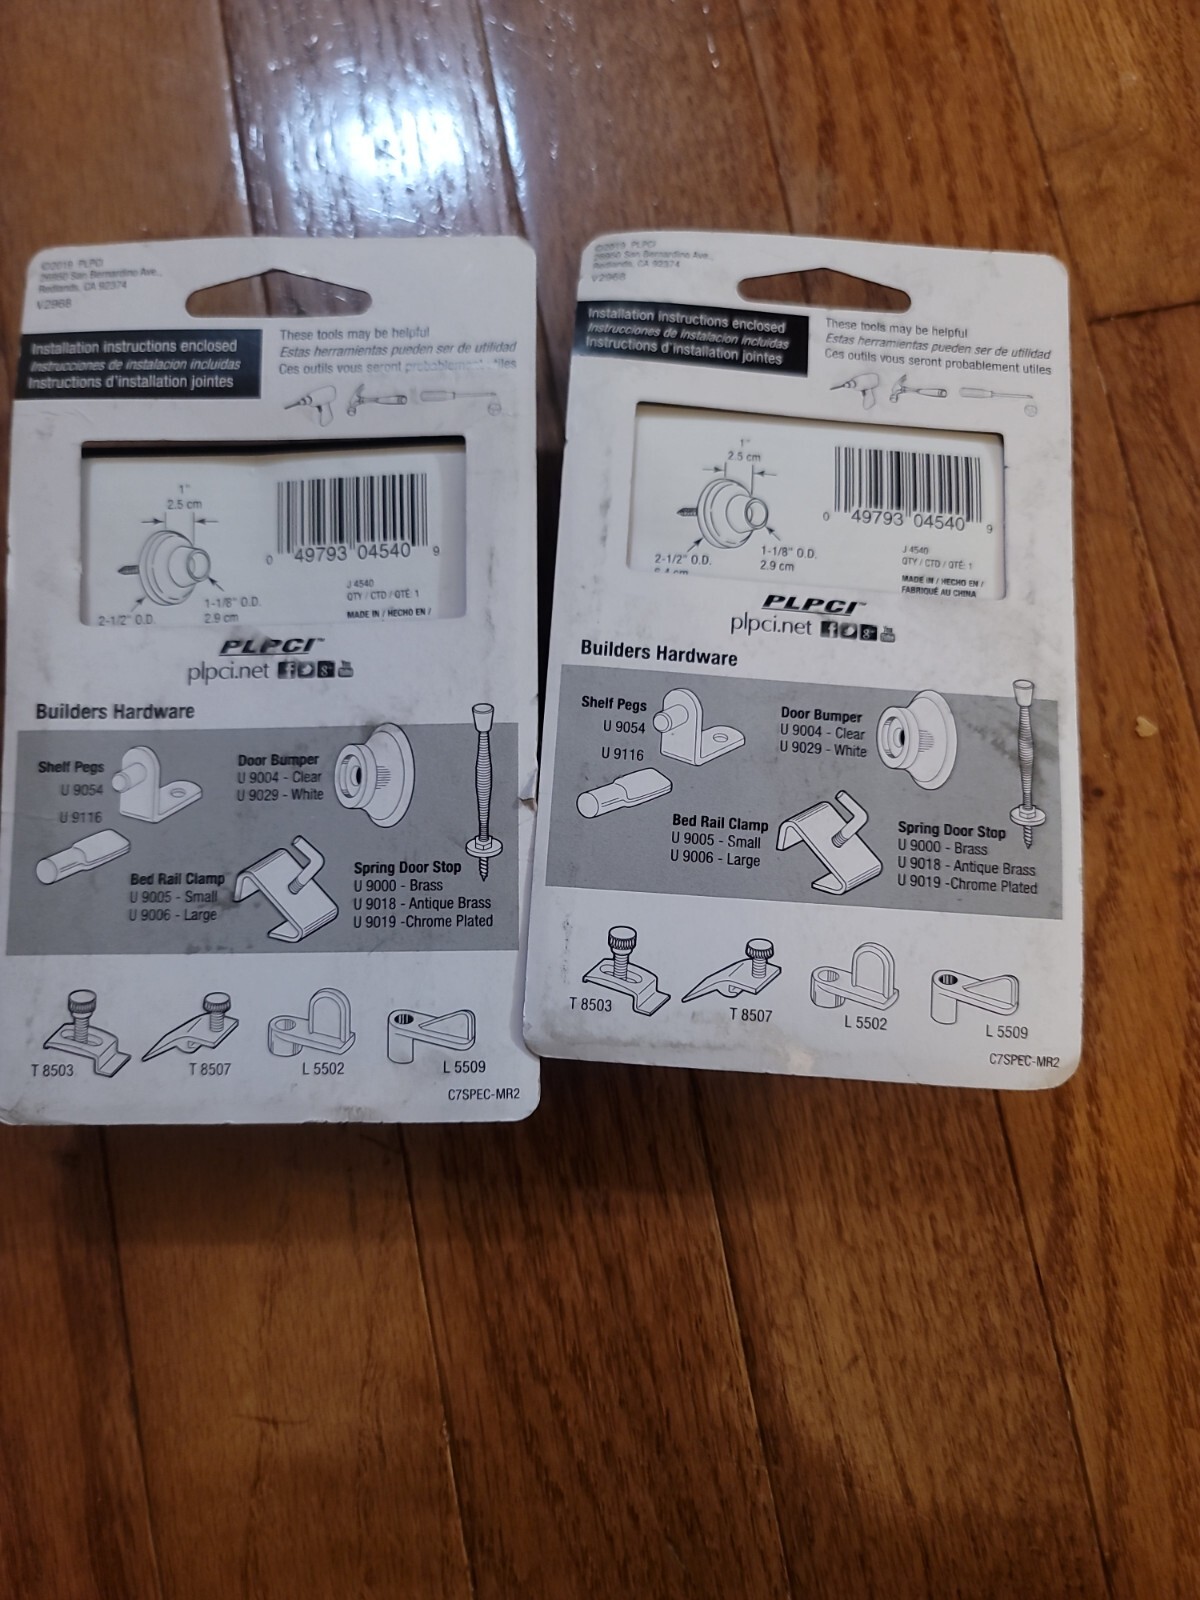 ©2019 PLPCI
26950 San Bernardino Ave.,
Redlands, CA 92374
V2968
Installation instructions enclosed
Instrucciones de instalacion incluidas
Instructions d'installation jointes
These tools may be helpful
Estas herramientas pueden ser de utilidad
Ces outils vous seront probablement utiles
1"
2.5 cm
2-1/2" O.D.
1-1/8" O.D.
2.9 cm
0 49793 04540 9
J 4540
QTY / CTD / QTÉ: 1
MADE IN / HECHO EN /
PLPCI™
plpci.net
Builders Hardware
Shelf Pegs
U 9054
U 9116
Door Bumper
U 9004 - Clear
U 9029 - White
Bed Rail Clamp
U 9005 - Small
U 9006 - Large
Spring Door Stop
U 9000 - Brass
U 9018 - Antique Brass
U 9019 -Chrome Plated
T 8503
T 8507
L 5502
L 5509
C7SPEC-MR2
©2019 PLPCI
26950 San Bernardino Ave.,
Redlands, CA 92374
V2968
Installation instructions enclosed
Instrucciones de instalacion incluidas
Instructions d'installation jointes
These tools may be helpful
Estas herramientas pueden ser de utilidad
Ces outils vous seront probablement utiles
1"
2.5 cm
2-1/2" O.D.
1-1/8" O.D.
2.9 cm
0 49793 04540 9
J 4540
QTY / CTD / QTÉ: 1
MADE IN / HECHO EN /
FABRIQUÉ AU CHINA
PLPCI™
plpci.net
Builders Hardware
Shelf Pegs
U 9054
U 9116
Door Bumper
U 9004 - Clear
U 9029 - White
Bed Rail Clamp
U 9005 - Small
U 9006 - Large
Spring Door Stop
U 9000 - Brass
U 9018 - Antique Brass
U 9019 -Chrome Plated
T 8503
T 8507
L 5502
L 5509
C7SPEC-MR2